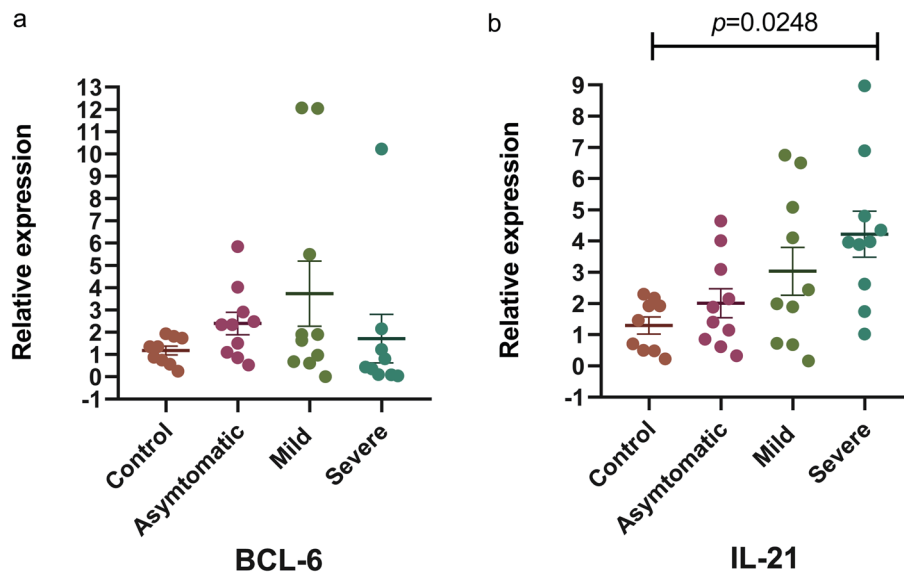 a
13
12
11
10
9
8
7
6
5
4
3
2
1
0
-1
Relative expression
Control
Asymtomatic
Mild
Severe
BCL-6
b
p=0.0248
9
8
7
6
5
4
3
2
1
0
-1
Relative expression
Control
Asymtomatic
Mild
Severe
IL-21